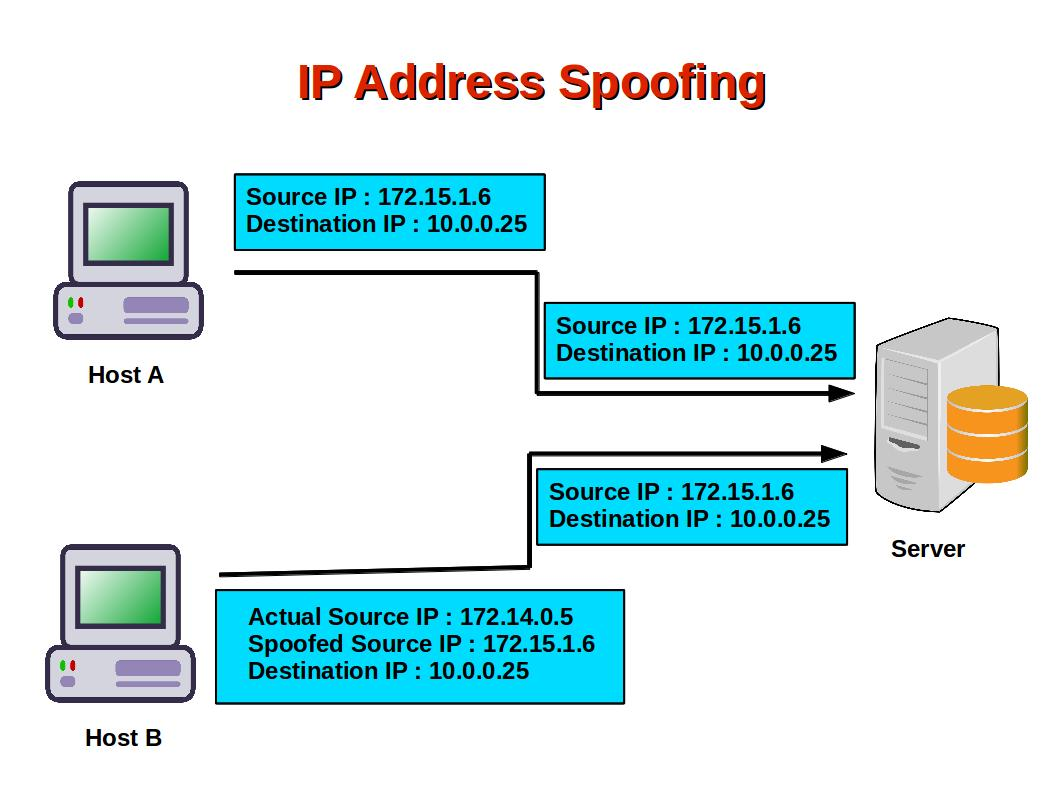 IP Address Spoofing
Source IP : 172.15.1.6
Destination IP : 10.0.0.25
Source IP : 172.15.1.6
Destination IP : 10.0.0.25
Host A
Source IP : 172.15.1.6
Destination IP : 10.0.0.25
Server
Actual Source IP : 172.14.0.5
Spoofed Source IP : 172.15.1.6
Destination IP : 10.0.0.25
Host B